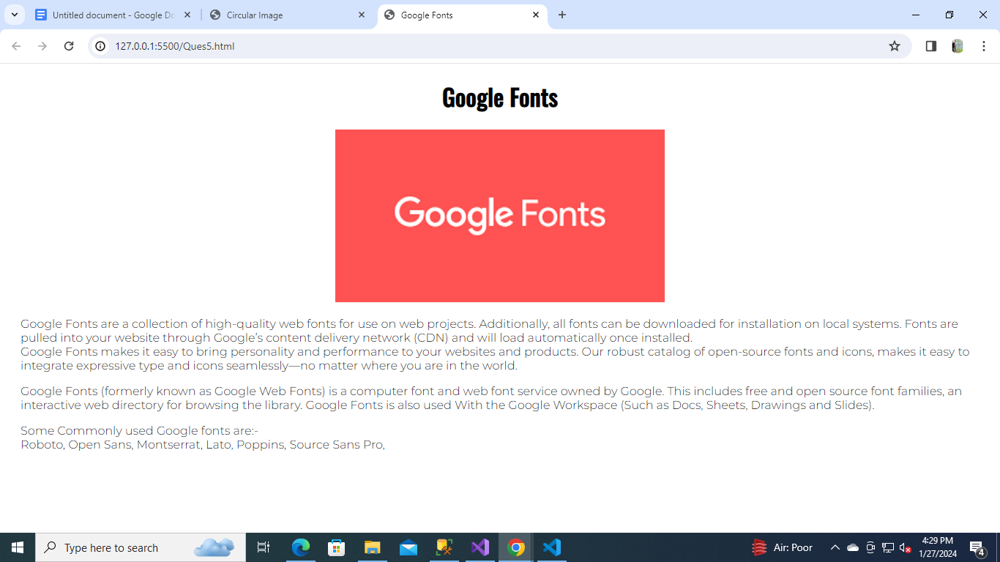 Untitled document - Google Dc
Circular Image
Google Fonts
127.0.0.1:5500/Ques5.html
Google Fonts
Google Fonts
Google Fonts are a collection of high-quality web fonts for use on web projects. Additionally, all fonts can be downloaded for installation on local systems. Fonts are
pulled into your website through Google’s content delivery network (CDN) and will load automatically once installed.
Google Fonts makes it easy to bring personality and performance to your websites and products. Our robust catalog of open-source fonts and icons, makes it easy to
integrate expressive type and icons seamlessly—no matter where you are in the world.
Google Fonts (formerly known as Google Web Fonts) is a computer font and web font service owned by Google. This includes free and open source font families, an
interactive web directory for browsing the library. Google Fonts is also used With the Google Workspace (Such as Docs, Sheets, Drawings and Slides).
Some Commonly used Google fonts are:-
Roboto, Open Sans, Montserrat, Lato, Poppins, Source Sans Pro,
Type here to search
Air: Poor
4:29 PM
1/27/2024
4